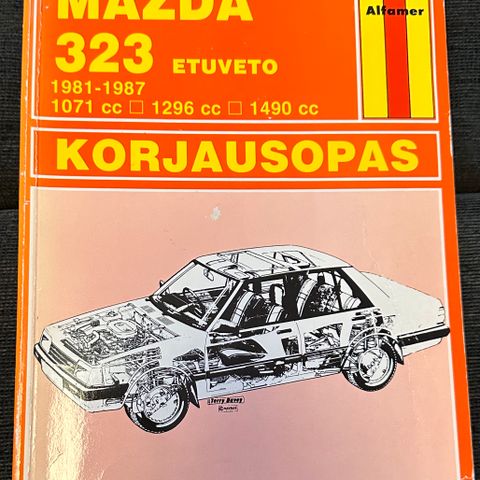 MAZDA
Alfamer
323 ETUVETO
1981-1987
1071 cc □ 1296 cc □ 1490 cc
KORJAUSOPAS
Terry Davey